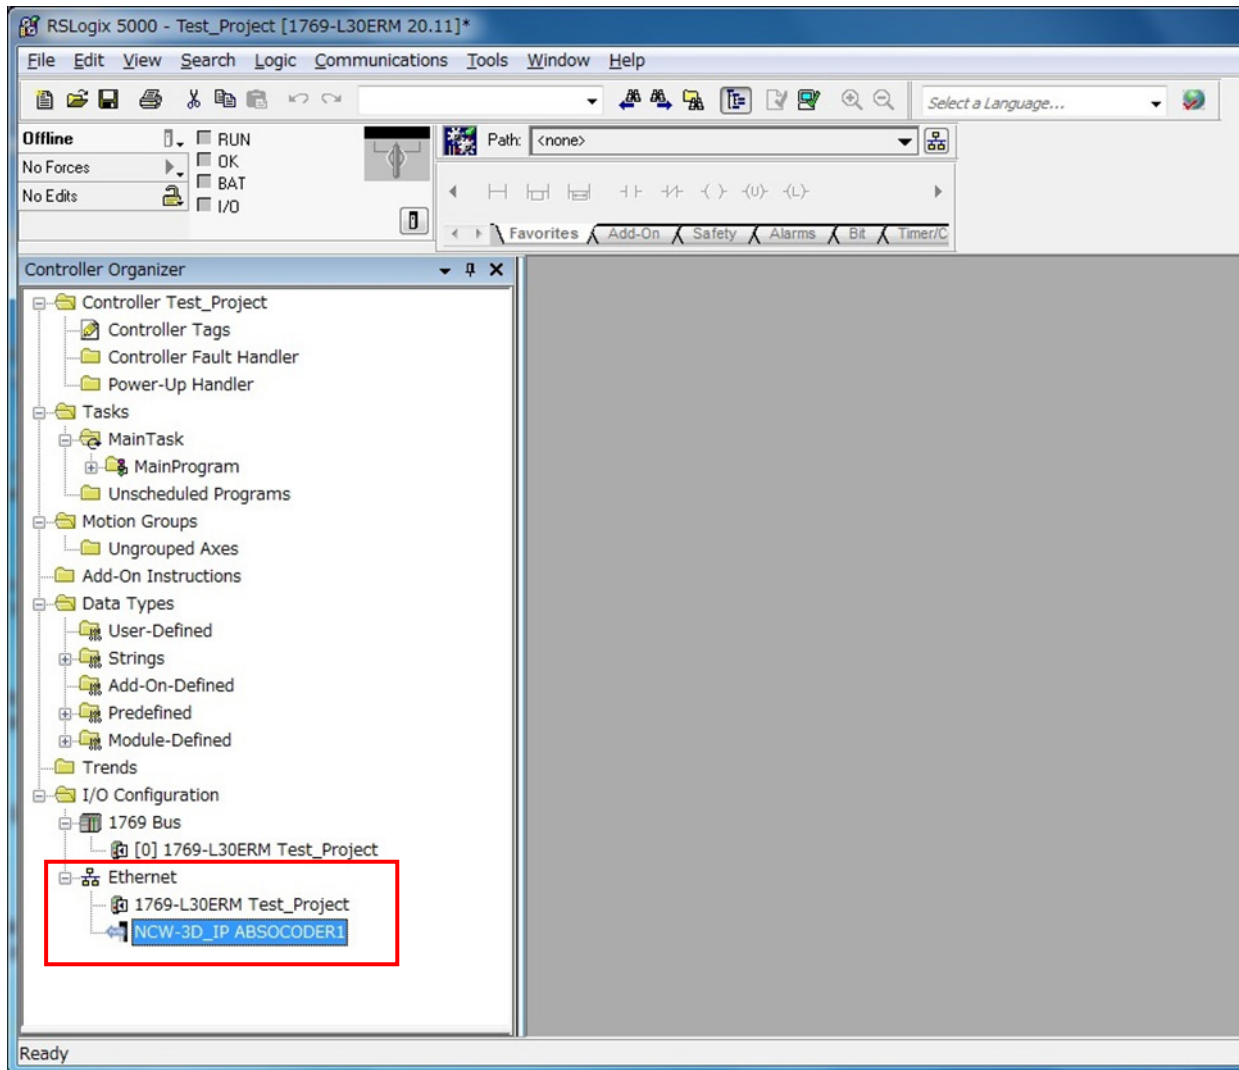 RSLogix 5000 - Test_Project [1769-L30ERM 20.11]*
File Edit View Search Logic Communications Tools Window Help
Select a Language...
Offline
RUN
No Forces
OK
No Edits
BAT
I/O
Path: <none>
(U) (L)
Favorites Add-On Safety Alarms Bit Timer/C
Controller Organizer
Controller Test_Project
Controller Tags
Controller Fault Handler
Power-Up Handler
Tasks
MainTask
MainProgram
Unscheduled Programs
Motion Groups
Ungrouped Axes
Add-On Instructions
Data Types
User-Defined
Strings
Add-On-Defined
Predefined
Module-Defined
Trends
I/O Configuration
1769 Bus
[0] 1769-L30ERM Test_Project
Ethernet
1769-L30ERM Test_Project
NCW-3D_IP ABSOCODER1
Ready